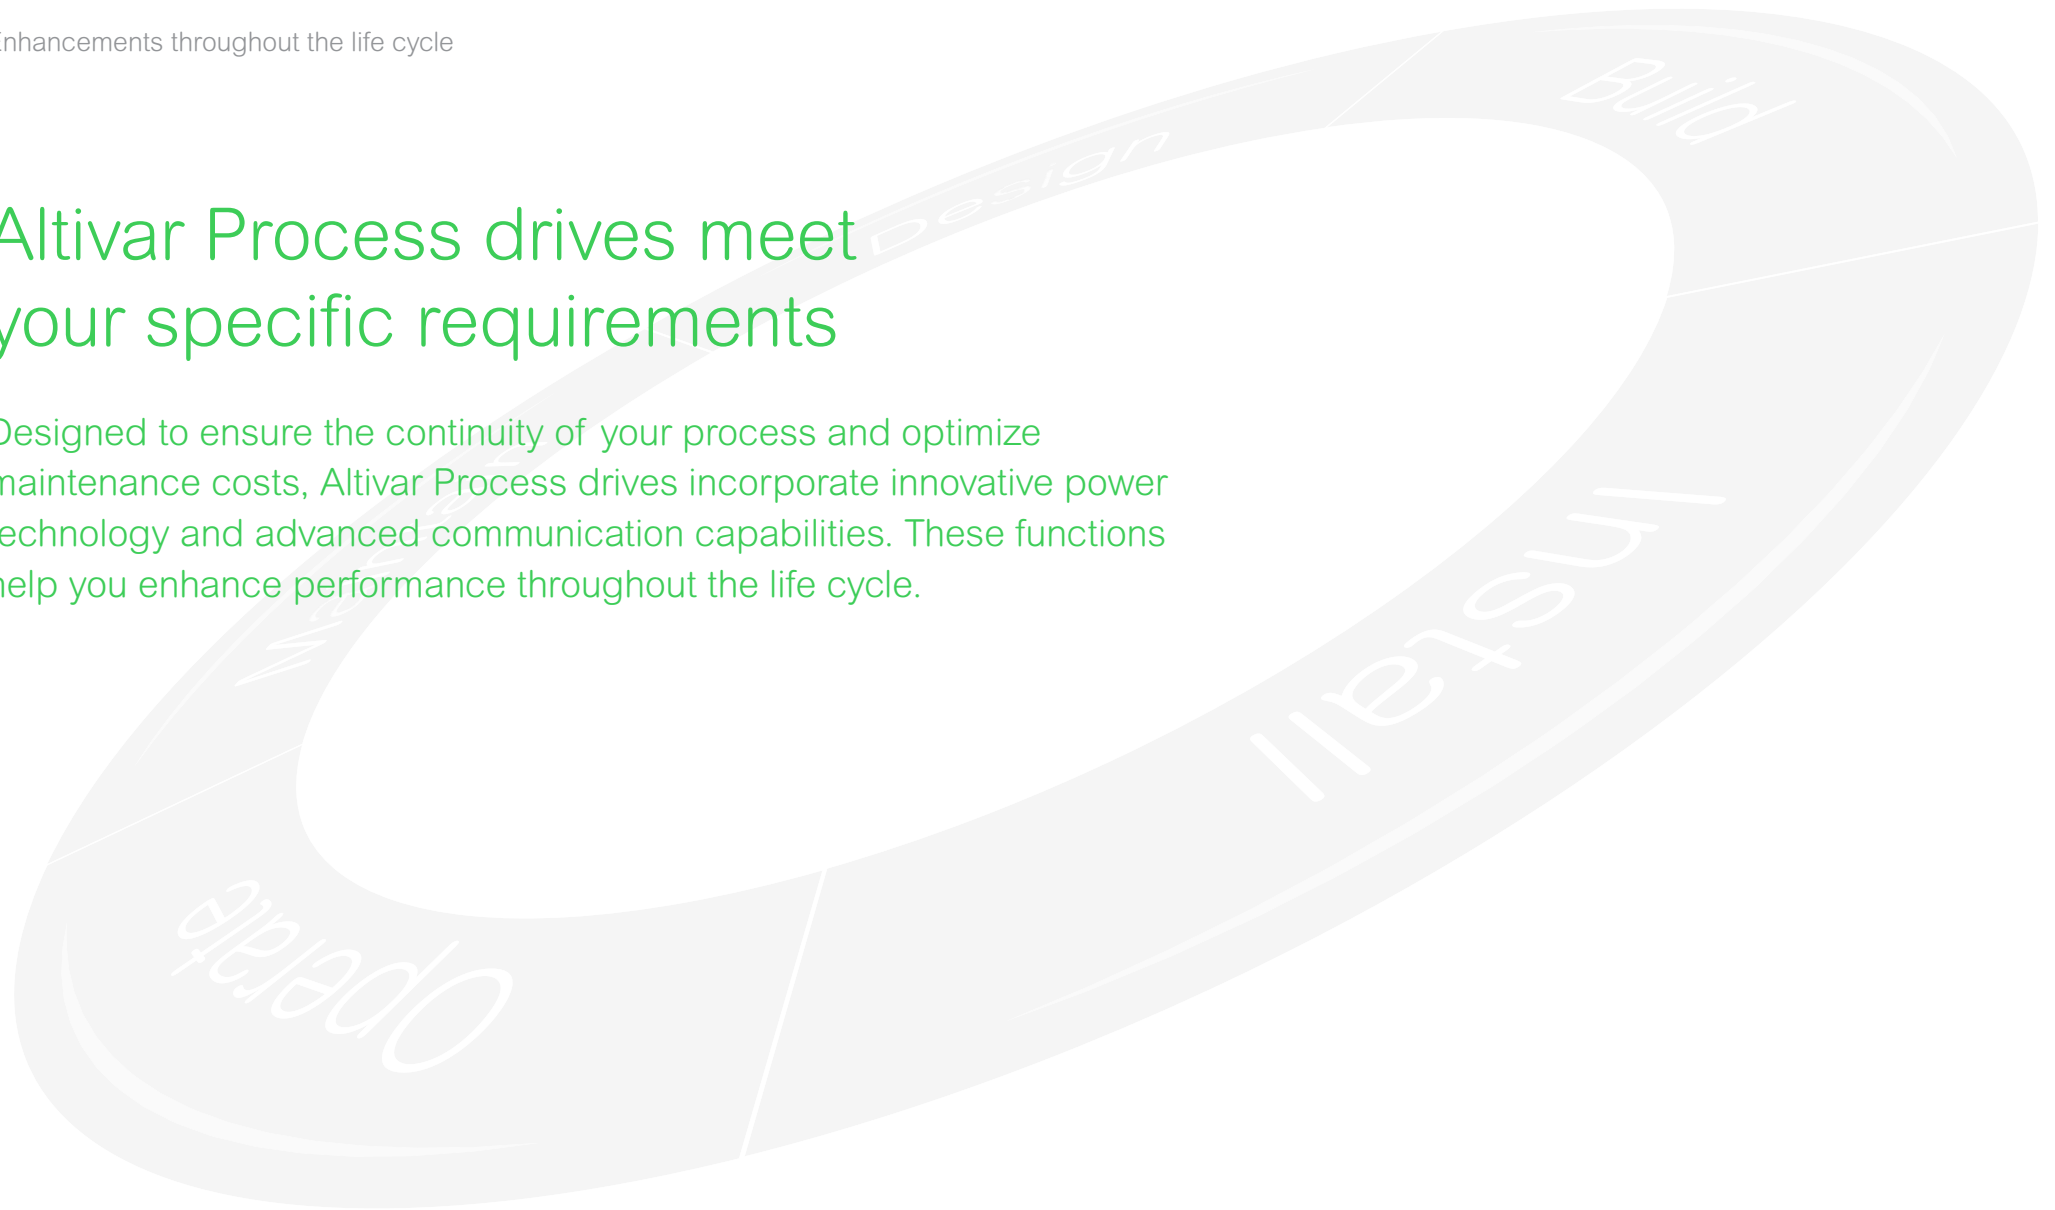 Enhancements throughout the life cycle
Altivar Process drives meet
your specific requirements
Designed to ensure the continuity of your process and optimize
maintenance costs, Altivar Process drives incorporate innovative power
technology and advanced communication capabilities. These functions
help you enhance performance throughout the life cycle.
Design
Build
Install
Operate